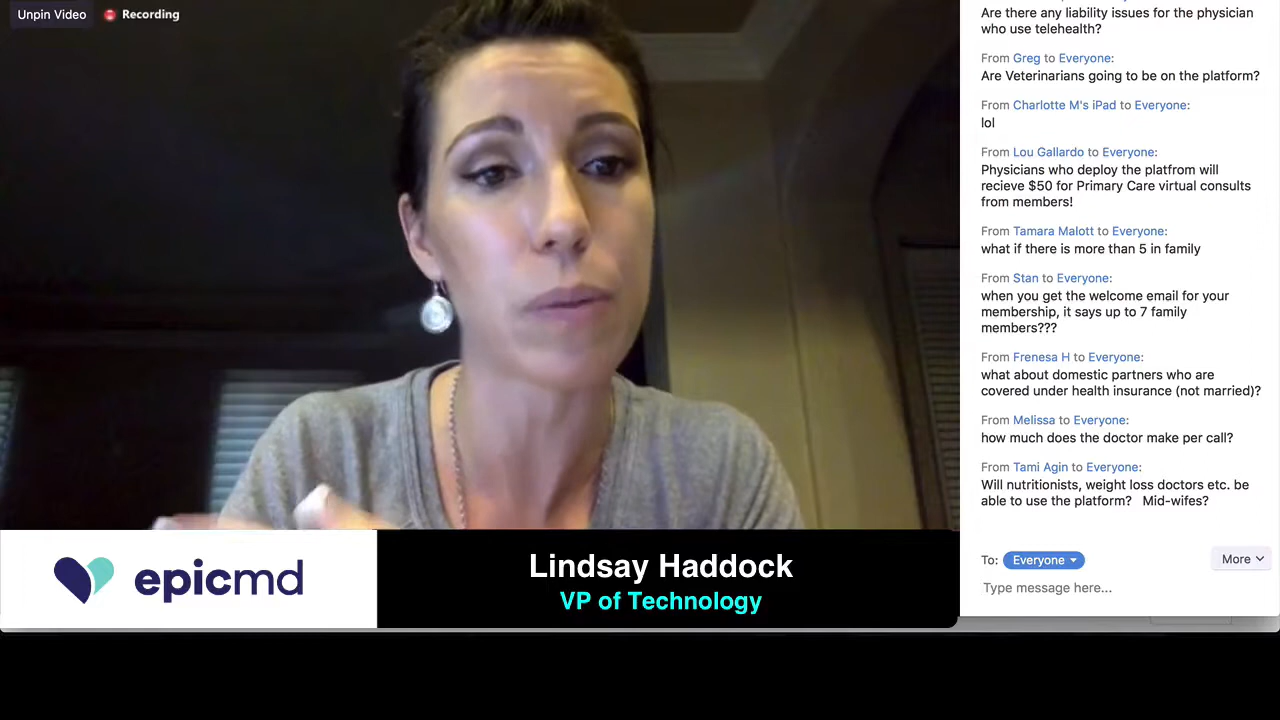 Unpin Video
Recording
Are there any liability issues for the physician
who use telehealth?
From Greg to Everyone:
Are Veterinarians going to be on the platform?
From Charlotte M's iPad to Everyone:
lol
From Lou Gallardo to Everyone:
Physicians who deploy the platfrom will
recieve $50 for Primary Care virtual consults
from members!
From Tamara Malott to Everyone:
what if there is more than 5 in family
From Stan to Everyone:
when you get the welcome email for your
membership, it says up to 7 family
members???
From Frenesa H to Everyone:
what about domestic partners who are
covered under health insurance (not married)?
From Melissa to Everyone:
how much does the doctor make per call?
From Tami Agin to Everyone:
Will nutritionists, weight loss doctors etc. be
able to use the platform?   Mid-wifes?
To: Everyone
More
Type message here...
epicmd
Lindsay Haddock
VP of Technology